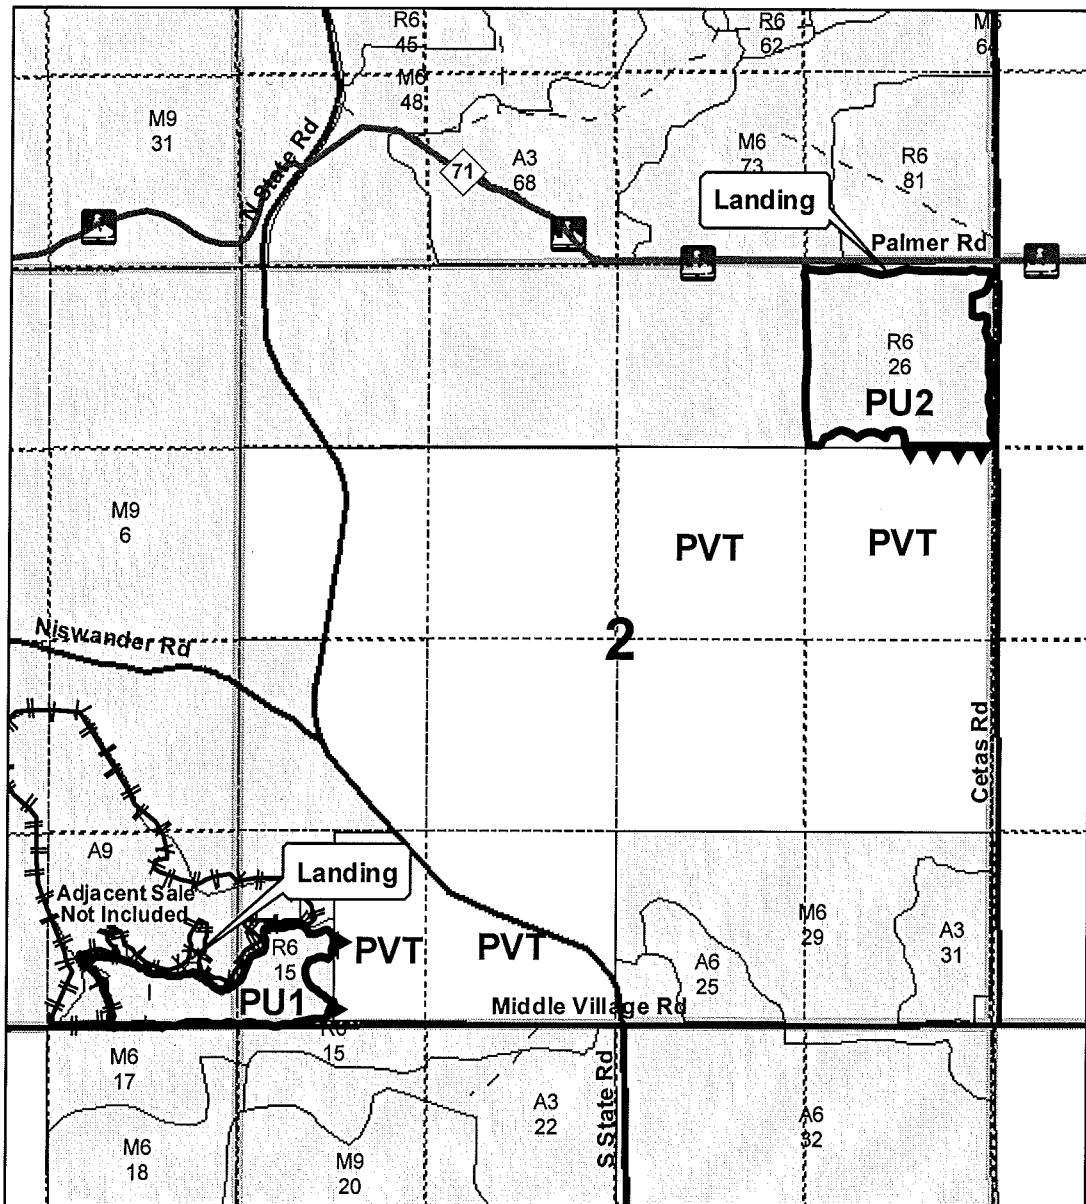 R6
45
R6
62
M6
64
M6
48
M9
31
N State Rd
71
A3
68
M6
73
R6
81
Landing
Palmer Rd
R6
26
PU2
M9
6
PVT
PVT
Niswander Rd
2
Cetas Rd
A9
Landing
Adjacent Sale
Not Included
R6
15
PVT
PVT
M6
29
A3
31
A6
25
PU1
Middle Village Rd
R6
15
M6
17
S State Rd
A3
22
A6
32
M6
18
M9
20